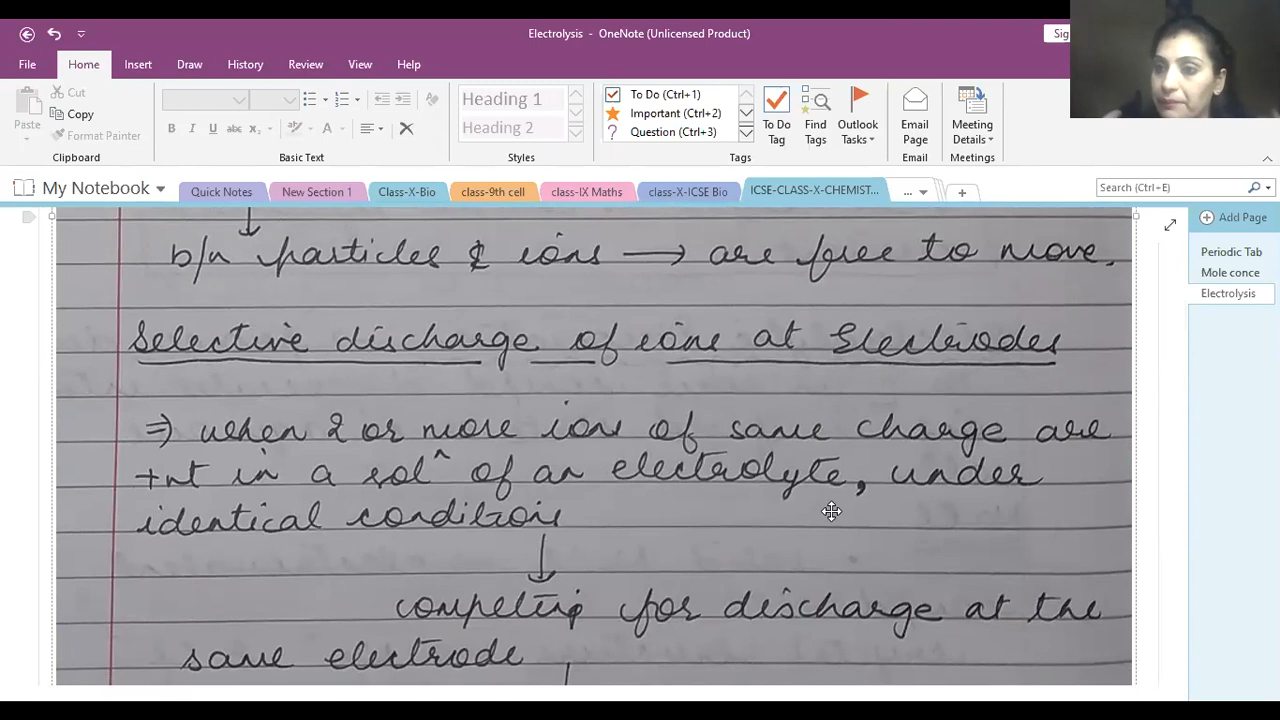 Electrolysis - OneNote (Unlicensed Product)
Sig
File Home Insert Draw History Review View Help
Paste
Cut
Copy
Format Painter
Clipboard
B I U abc x₂ A
Basic Text
Heading 1
Heading 2
Styles
To Do (Ctrl+1)
Important (Ctrl+2)
Question (Ctrl+3)
To Do Tag
Find Tags
Outlook Tasks
Tags
Email Page
Email
Meeting Details
Meetings
My Notebook
Quick Notes New Section 1 Class-X-Bio class-9th cell class-IX Maths class-X-ICSE Bio ICSE-CLASS-X-CHEMIST... ...
Search (Ctrl+E)
Add Page
Periodic Tab
Mole conce
Electrolysis
b/n particles & ions → are free to move.
Selective discharge of ions at Electrodes
⇒ when 2 or more ions of same charge are
+nt in a solⁿ of an electrolyte, under
identical conditions
↓
competing for discharge at the
same electrode